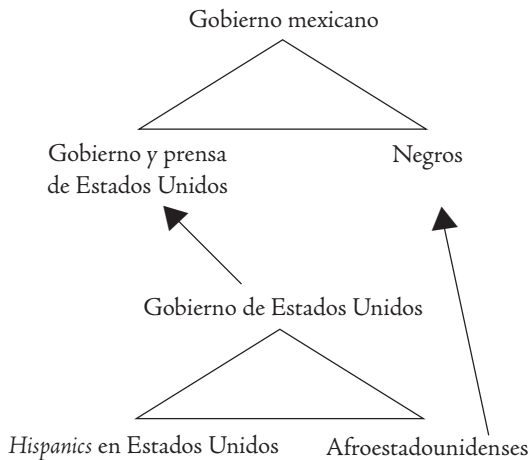 Gobierno mexicano
Gobierno y prensa
de Estados Unidos
Negros
Gobierno de Estados Unidos
Hispanics en Estados Unidos
Afroestadounidenses